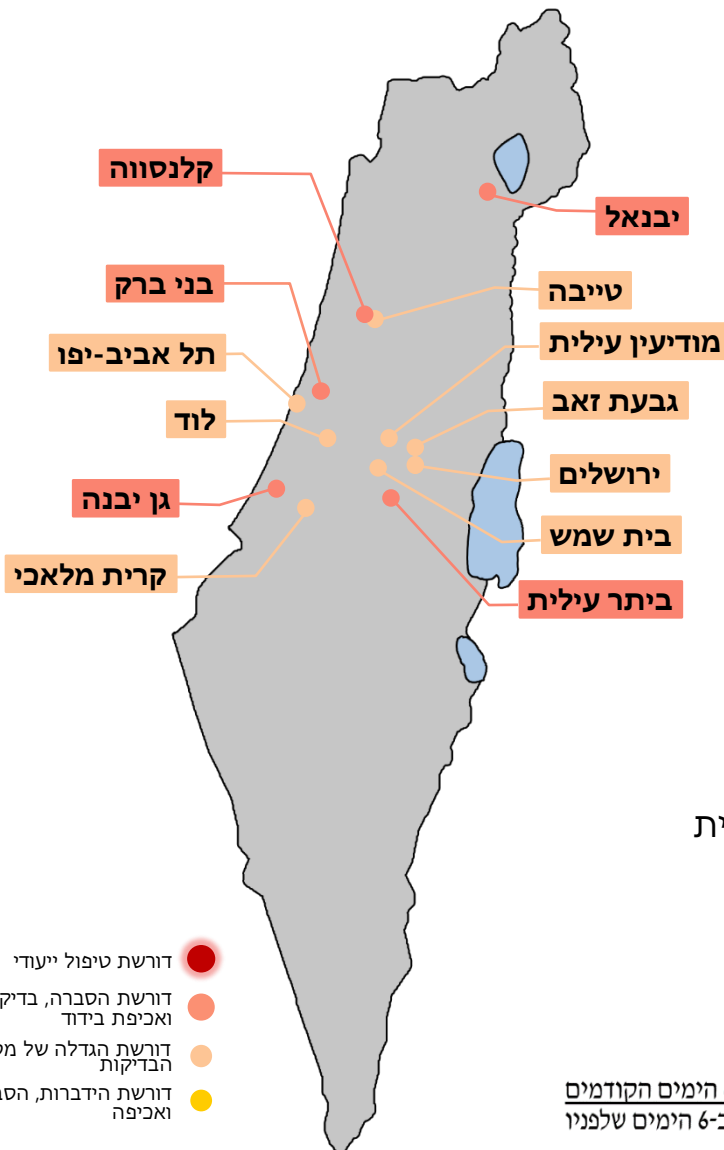 קלנסווה
יבנאל
בני ברק
טייבה
תל אביב-יפו
מודיעין עילית
לוד
גבעת זאב
ירושלים
גן יבנה
בית שמש
קרית מלאכי
ביתר עילית
ית
דורשת טיפול ייעודי
דורשת הסברה, בדיק
ואכיפת בידוד
דורשת הגדלה של
הבדיקות
דורשת הידברות, הסב
ואכיפה
הימים הקודמים
ב-6 הימים שלפניו